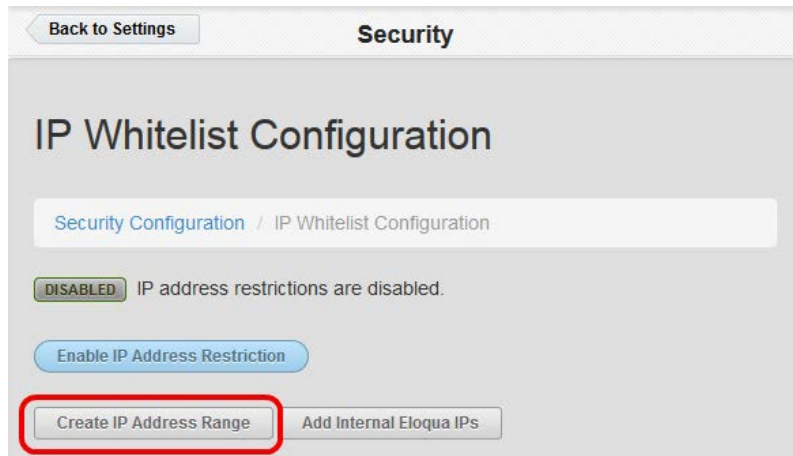 Back to Settings
Security
IP Whitelist Configuration
Security Configuration / IP Whitelist Configuration
DISABLED IP address restrictions are disabled.
Enable IP Address Restriction
Create IP Address Range
Add Internal Eloqua IPs